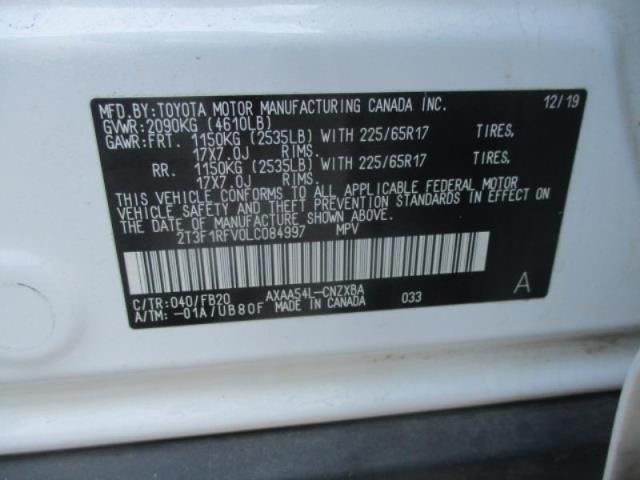 MFD.BY:TOYOTA MOTOR MANUFACTURING CANADA INC. 12/19
GVWR:2090KG (4610LB)
GAWR:FRT. 1150KG (2535LB) WITH 225/65R17 TIRES,
17X7.0J RIMS.
RR. 1150KG (2535LB) WITH 225/65R17 TIRES,
17X7.0J RIMS.
THIS VEHICLE CONFORMS TO ALL APPLICABLE FEDERAL MOTOR
VEHICLE SAFETY AND THEFT PREVENTION STANDARDS IN EFFECT ON
THE DATE OF MANUFACTURE SHOWN ABOVE.
2T3F1RFV0LC084997 MPV
C/TR:040/FB20 AXAA54L-CNZXBA 033 A
A/TM:-01A/UB80F MADE IN CANADA